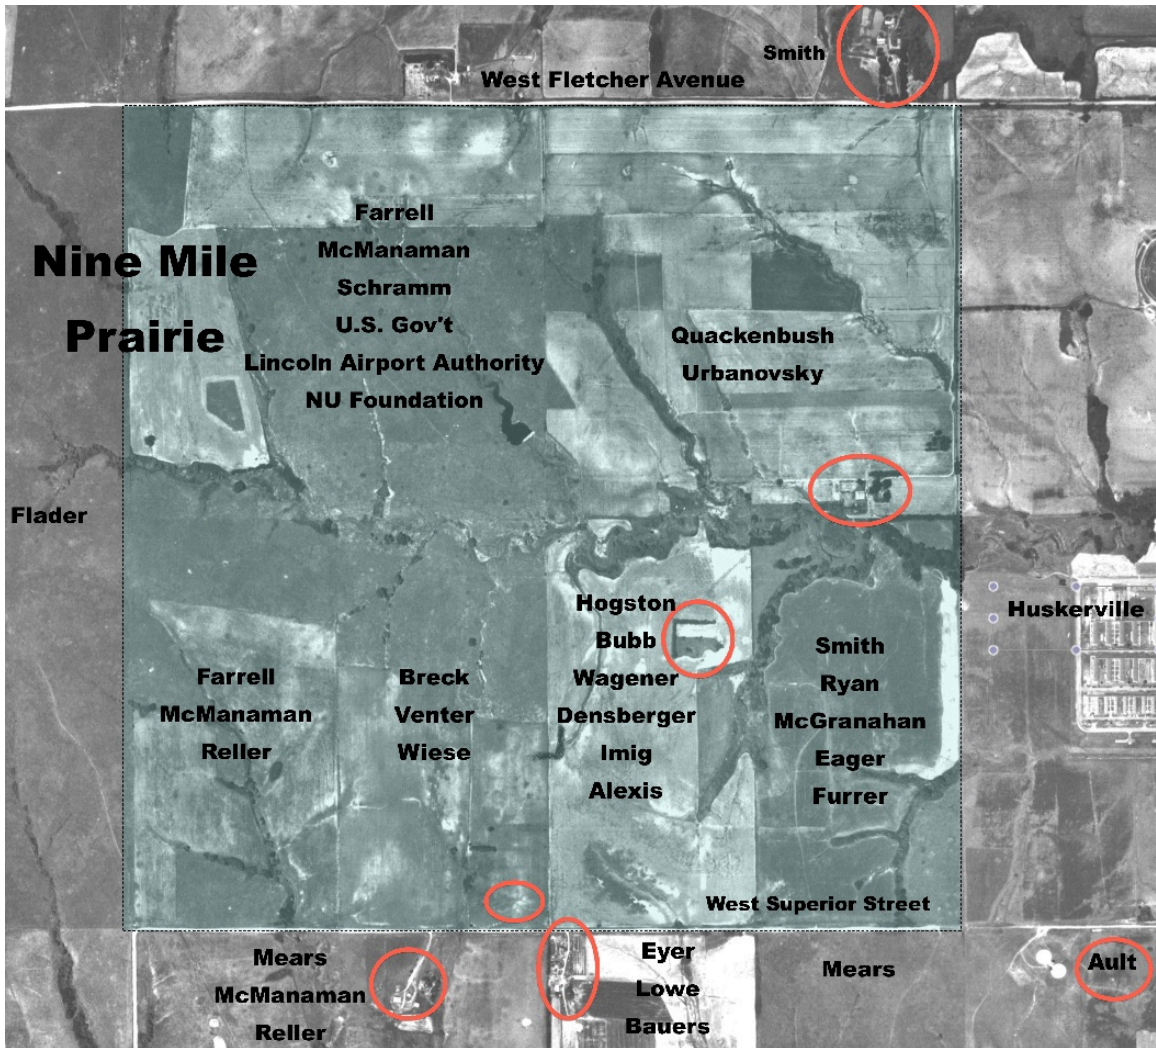 Smith
West Fletcher Avenue
Farrell
McManaman
Schramm
U.S. Gov't
Lincoln Airport Authority
NU Foundation
Nine Mile
Prairie
Quackenbush
Urbanovsky
Flader
Hogston
Bubb
Wagener
Densberger
Imig
Alexis
Huskerville
Smith
Ryan
McGranahan
Eager
Furrer
Farrell
McManaman
Reller
Breck
Venter
Wiese
West Superior Street
Mears
McManaman
Reller
Eyer
Lowe
Bauers
Mears
Ault